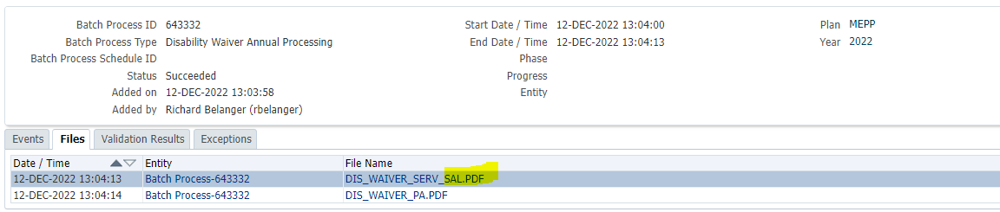 Batch Process ID 643332 Start Date / Time 12-DEC-2022 13:04:00 Plan MEPP
Batch Process Type Disability Waiver Annual Processing End Date / Time 12-DEC-2022 13:04:13 Year 2022
Batch Process Schedule ID Phase
Status Succeeded Progress
Added on 12-DEC-2022 13:03:58 Entity
Added by Richard Belanger (rbelanger)
Events Files Validation Results Exceptions
Date / Time Entity File Name
12-DEC-2022 13:04:13 Batch Process-643332 DIS_WAIVER_SERV_SAL.PDF
12-DEC-2022 13:04:14 Batch Process-643332 DIS_WAIVER_PA.PDF